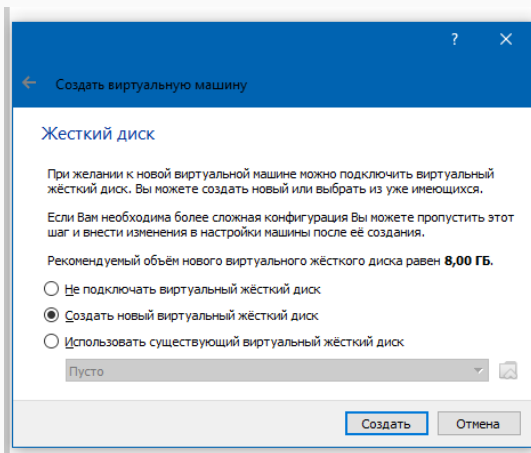 ?
Создать виртуальную машину
Жесткий диск
При желании к новой виртуальной машине можно подключить виртуальный
жёсткий диск. Вы можете создать новый или выбрать из уже имеющихся.
Если Вам необходима более сложная конфигурация Вы можете пропустить этот
шаг и внести изменения в настройки машины после её создания.
Рекомендуемый объём нового виртуального жёсткого диска равен 8,00 ГБ.
Не подключать виртуальный жёсткий диск
Создать новый виртуальный жёсткий диск
Использовать существующий виртуальный жёсткий диск
Пусто
Создать Отмена